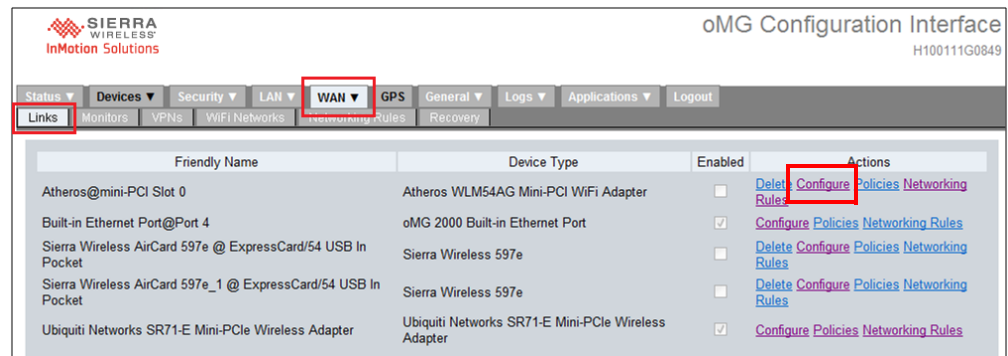 SIERRA
WIRELESS
InMotion Solutions
oMG Configuration Interface
H100111G0849
Status ▼ Devices ▼ Security ▼ LAN ▼ WAN ▼ GPS General ▼ Logs ▼ Applications ▼ Logout
Links Monitors VPNs WiFi Networks Networking Rules Recovery
Friendly Name Device Type Enabled Actions
Atheros@mini-PCI Slot 0 Atheros WLM54AG Mini-PCI WiFi Adapter Delete Configure Policies Networking
Rules
Built-in Ethernet Port@Port 4 oMG 2000 Built-in Ethernet Port Configure Policies Networking Rules
Sierra Wireless AirCard 597e @ ExpressCard/54 USB In
Pocket
Sierra Wireless 597e
Delete Configure Policies Networking
Rules
Sierra Wireless AirCard 597e_1 @ ExpressCard/54 USB In
Pocket
Sierra Wireless 597e
Delete Configure Policies Networking
Rules
Ubiquiti Networks SR71-E Mini-PCIe Wireless Adapter
Ubiquiti Networks SR71-E Mini-PCIe Wireless
Adapter
Configure Policies Networking Rules